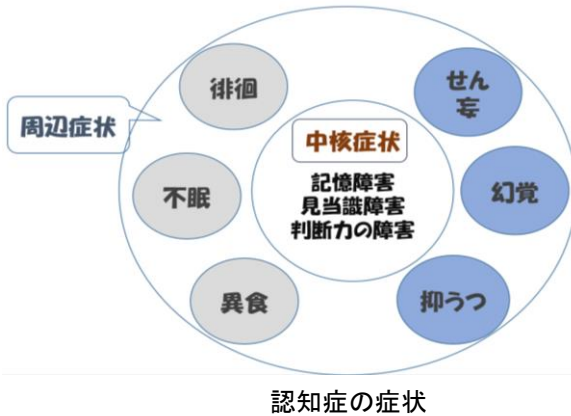 徘徊
せん
妄
周辺症状
中核症状
記憶障害
見当識障害
判断力の障害
不眠
幻覚
異食
抑うつ
認知症の症状